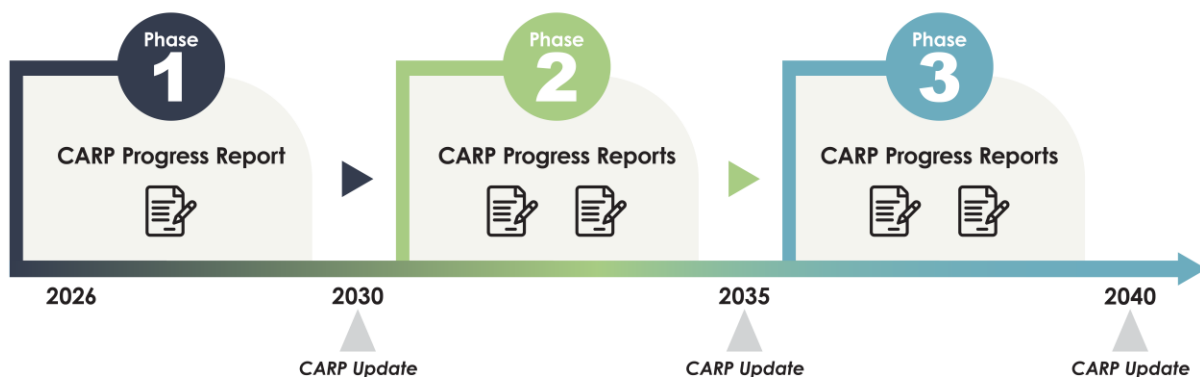 Phase
1
Phase
2
Phase
3
CARP Progress Report
CARP Progress Reports
CARP Progress Reports
2026
2030
2035
2040
CARP Update
CARP Update
CARP Update